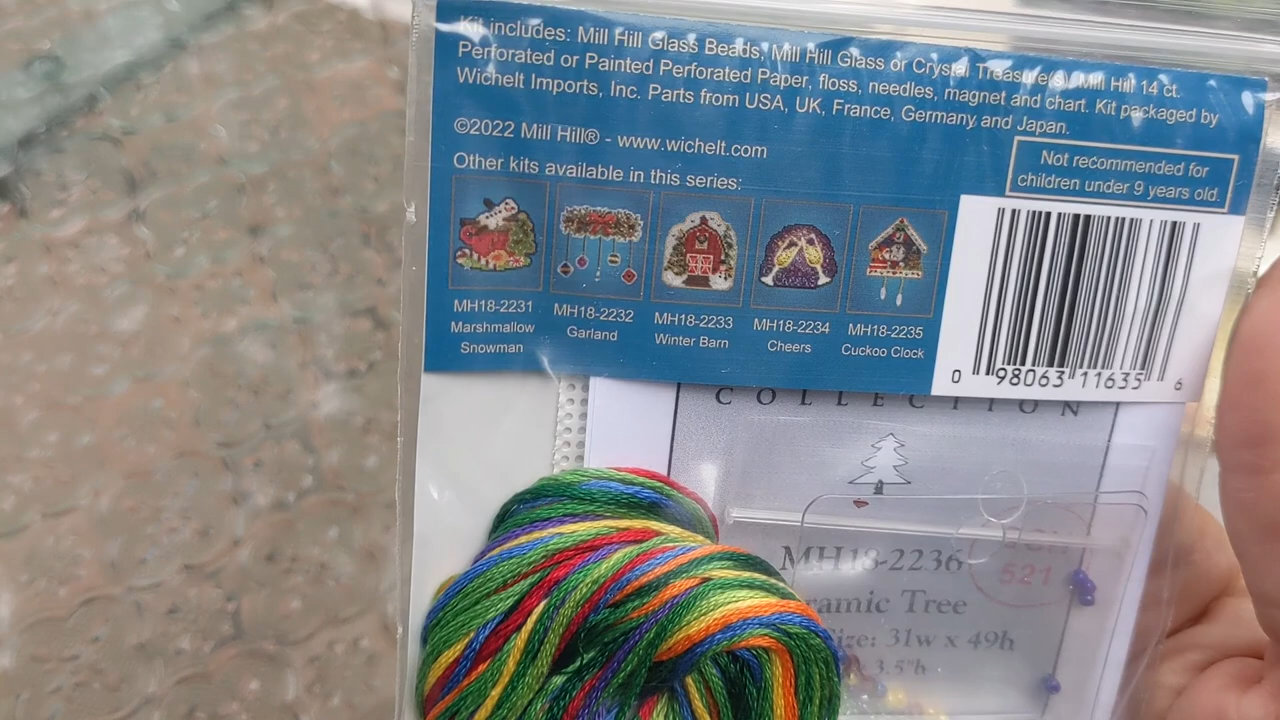 Kit includes: Mill Hill Glass Beads, Mill Hill Glass or Crystal Treasure(s), Mill Hill 14 ct.
Perforated or Painted Perforated Paper, floss, needles, magnet and chart. Kit packaged by
Wichelt Imports, Inc. Parts from USA, UK, France, Germany and Japan.
©2022 Mill Hill® - www.wichelt.com
Not recommended for
children under 9 years old.
Other kits available in this series:
MH18-2231
Marshmallow
Snowman
MH18-2232
Garland
MH18-2233
Winter Barn
MH18-2234
Cheers
MH18-2235
Cuckoo Clock
0 98063 11635 6
COLLECTION
MH18-2236
Tree
521
31w x 49h
3.5"h